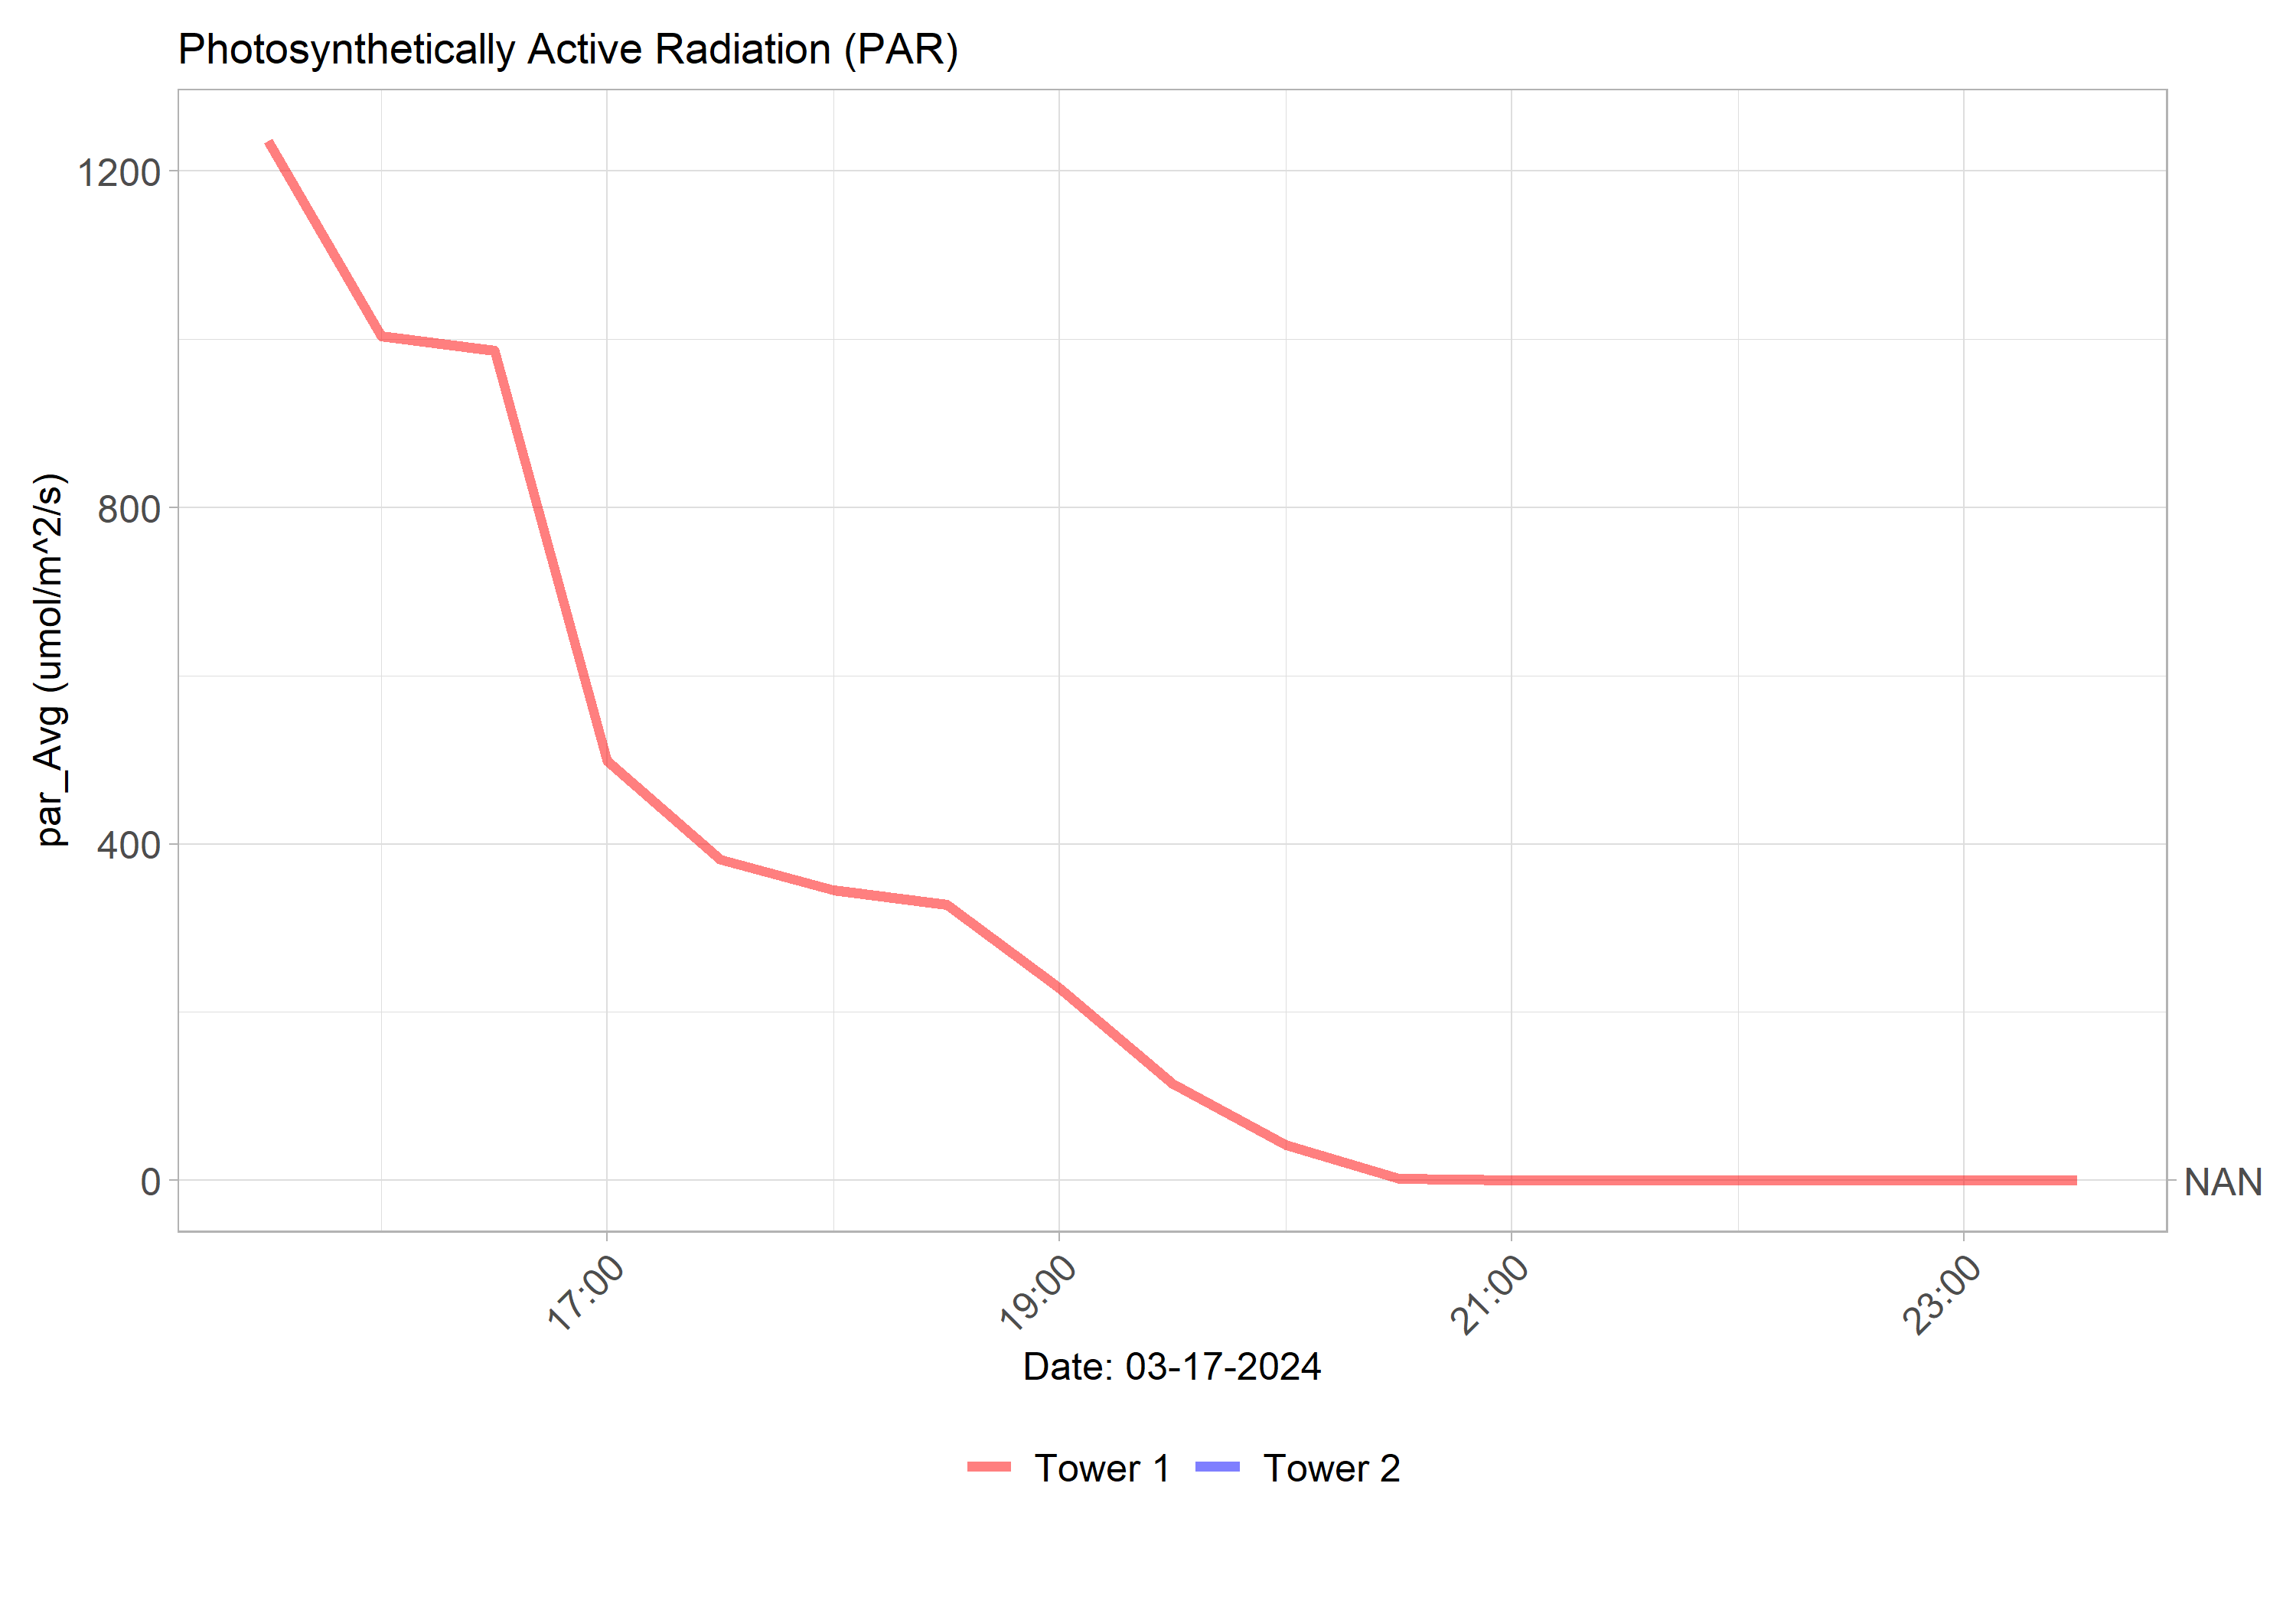 Photosynthetically Active Radiation (PAR)
par_Avg (umol/m^2/s)
1200
800
400
0
NAN
17:00
19:00
21:00
23:00
Date: 03-17-2024
Tower 1
Tower 2